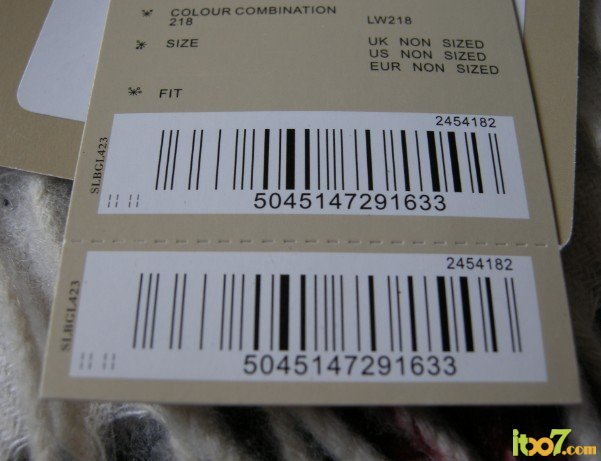 COLOUR COMBINATION
218 LW218
SIZE UK NON SIZED
US NON SIZED
EUR NON SIZED
FIT
2454182
SLBGL423
5045147291633
2454182
SLBGL423
5045147291633
itoo7.com